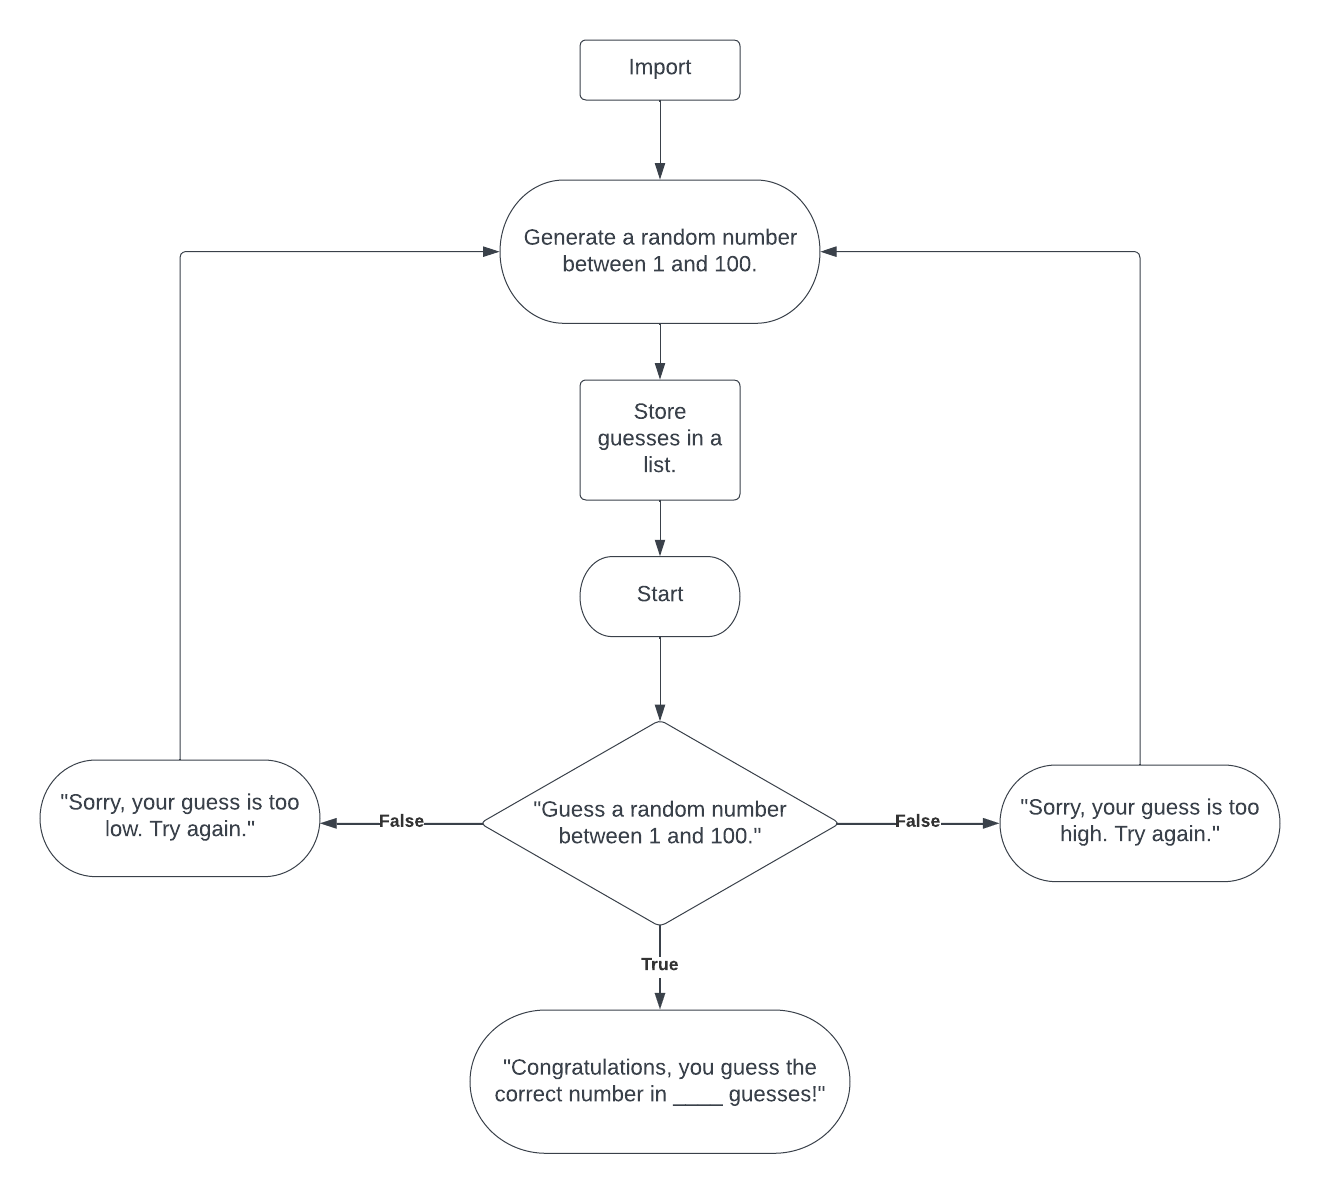 Import
Generate a random number
between 1 and 100.
Store
guesses in a
list.
Start
"Guess a random number
between 1 and 100."
False
"Sorry, your guess is too
low. Try again."
False
"Sorry, your guess is too
high. Try again."
True
"Congratulations, you guess the
correct number in ____ guesses!"